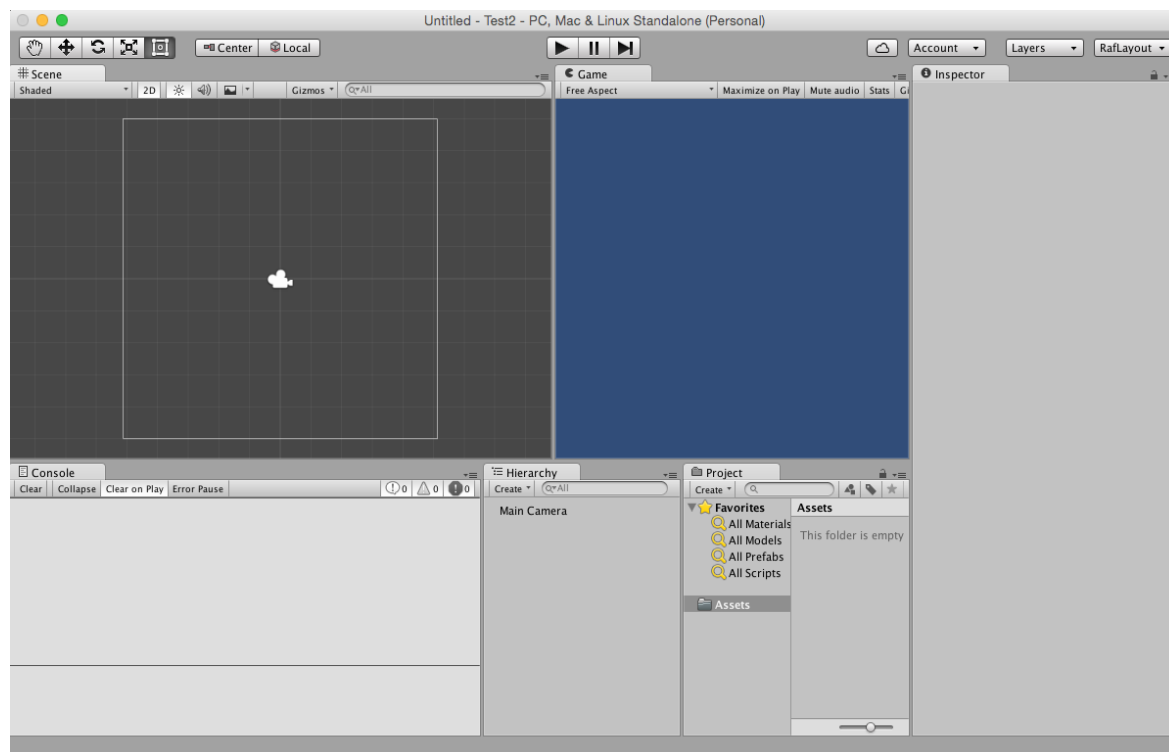 Untitled - Test2 - PC, Mac & Linux Standalone (Personal)
Center Local Account Layers RafLayout
Scene
Game
Inspector
Shaded 2D Gizmos All
Free Aspect Maximize on Play Mute audio Stats Gi
Console
Hierarchy
Project
Clear Collapse Clear on Play Error Pause 0 0 0
Create All
Create
Main Camera
Favorites
All Materials
All Models
All Prefabs
All Scripts
Assets
Assets
This folder is empty